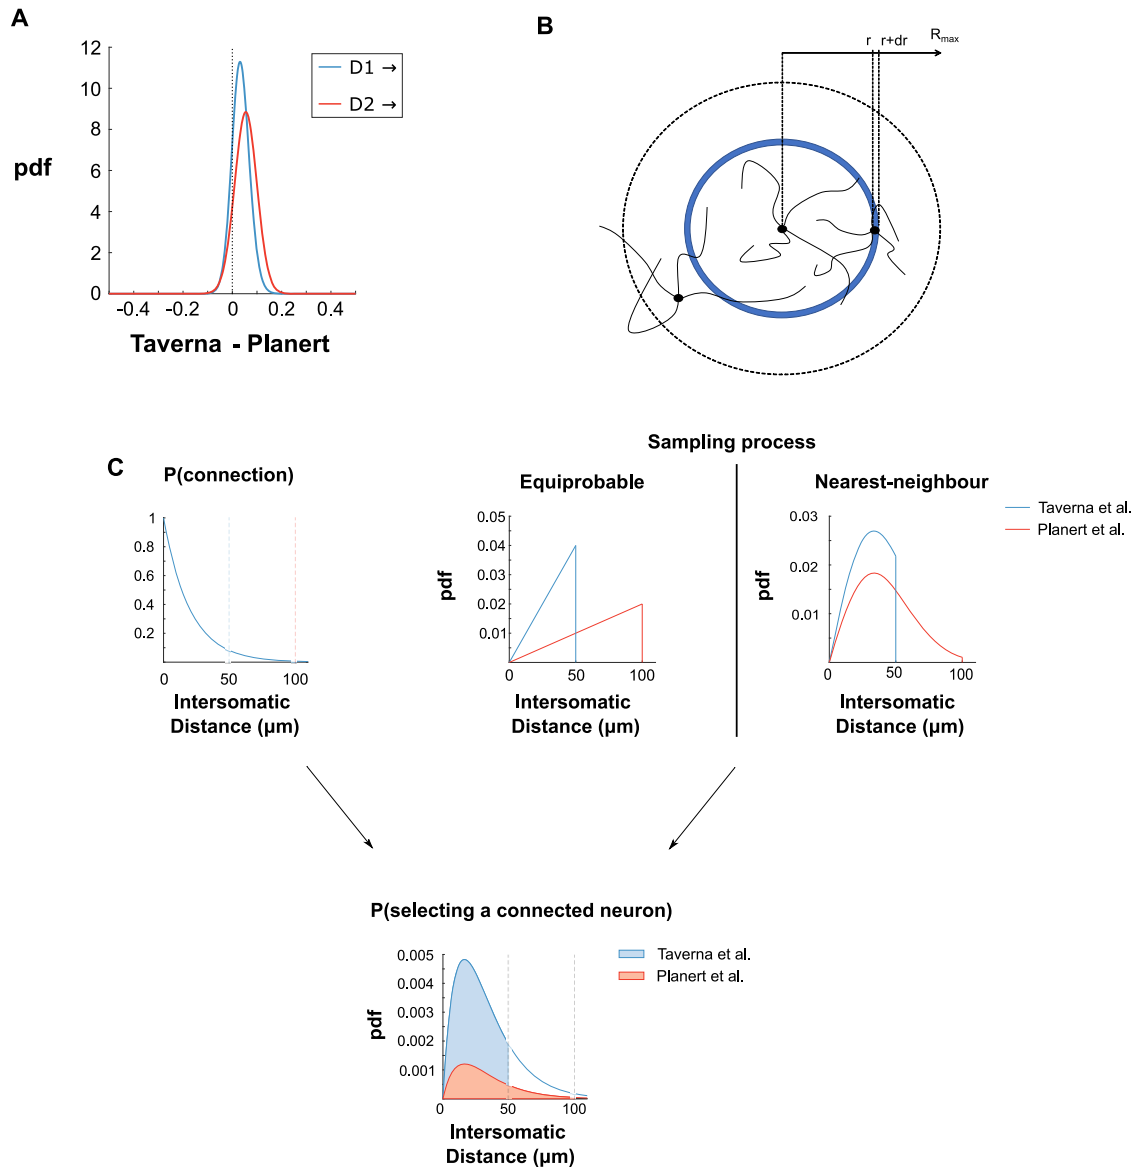 A
12
10
8
6
4
2
0
pdf
-0.4
-0.2
0
0.2
0.4
Taverna - Planert
D1 →
D2 →
B
r
r+dr
Rmax
C
P(connection)
1
0.8
0.6
0.4
0.2
0
50
100
Intersomatic
Distance (µm)
Sampling process
Equiprobable
0.05
0.04
0.03
0.02
0.01
pdf
0
50
100
Intersomatic
Distance (µm)
Nearest-neighbour
0.03
0.02
0.01
pdf
0
50
100
Intersomatic
Distance (µm)
Taverna et al.
Planert et al.
P(selecting a connected neuron)
0.005
0.004
0.003
0.002
0.001
pdf
0
50
100
Intersomatic
Distance (µm)
Taverna et al.
Planert et al.